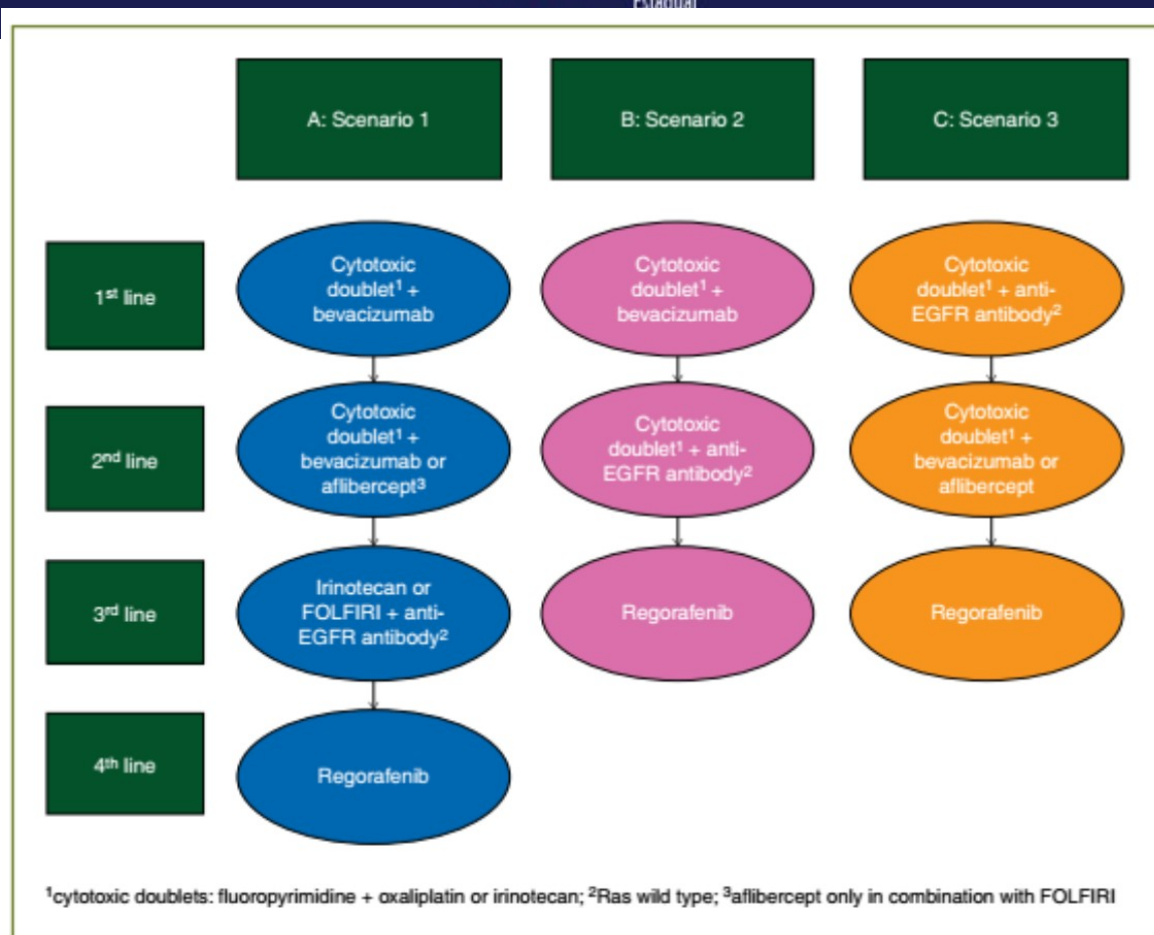 Estadual
A: Scenario 1
B: Scenario 2
C: Scenario 3
1st line
Cytotoxic
doublet¹ +
bevacizumab
Cytotoxic
doublet¹ +
bevacizumab
Cytotoxic
doublet¹ + anti-
EGFR antibody²
2nd line
Cytotoxic
doublet¹ +
bevacizumab or
aflibercept³
Cytotoxic
doublet¹ + anti-
EGFR antibody²
Cytotoxic
doublet¹ +
bevacizumab or
aflibercept
3rd line
Irinotecan or
FOLFIRI + anti-
EGFR antibody²
Regorafenib
Regorafenib
4th line
Regorafenib
¹cytotoxic doublets: fluoropyrimidine + oxaliplatin or irinotecan; ²Ras wild type; ³aflibercept only in combination with FOLFIRI